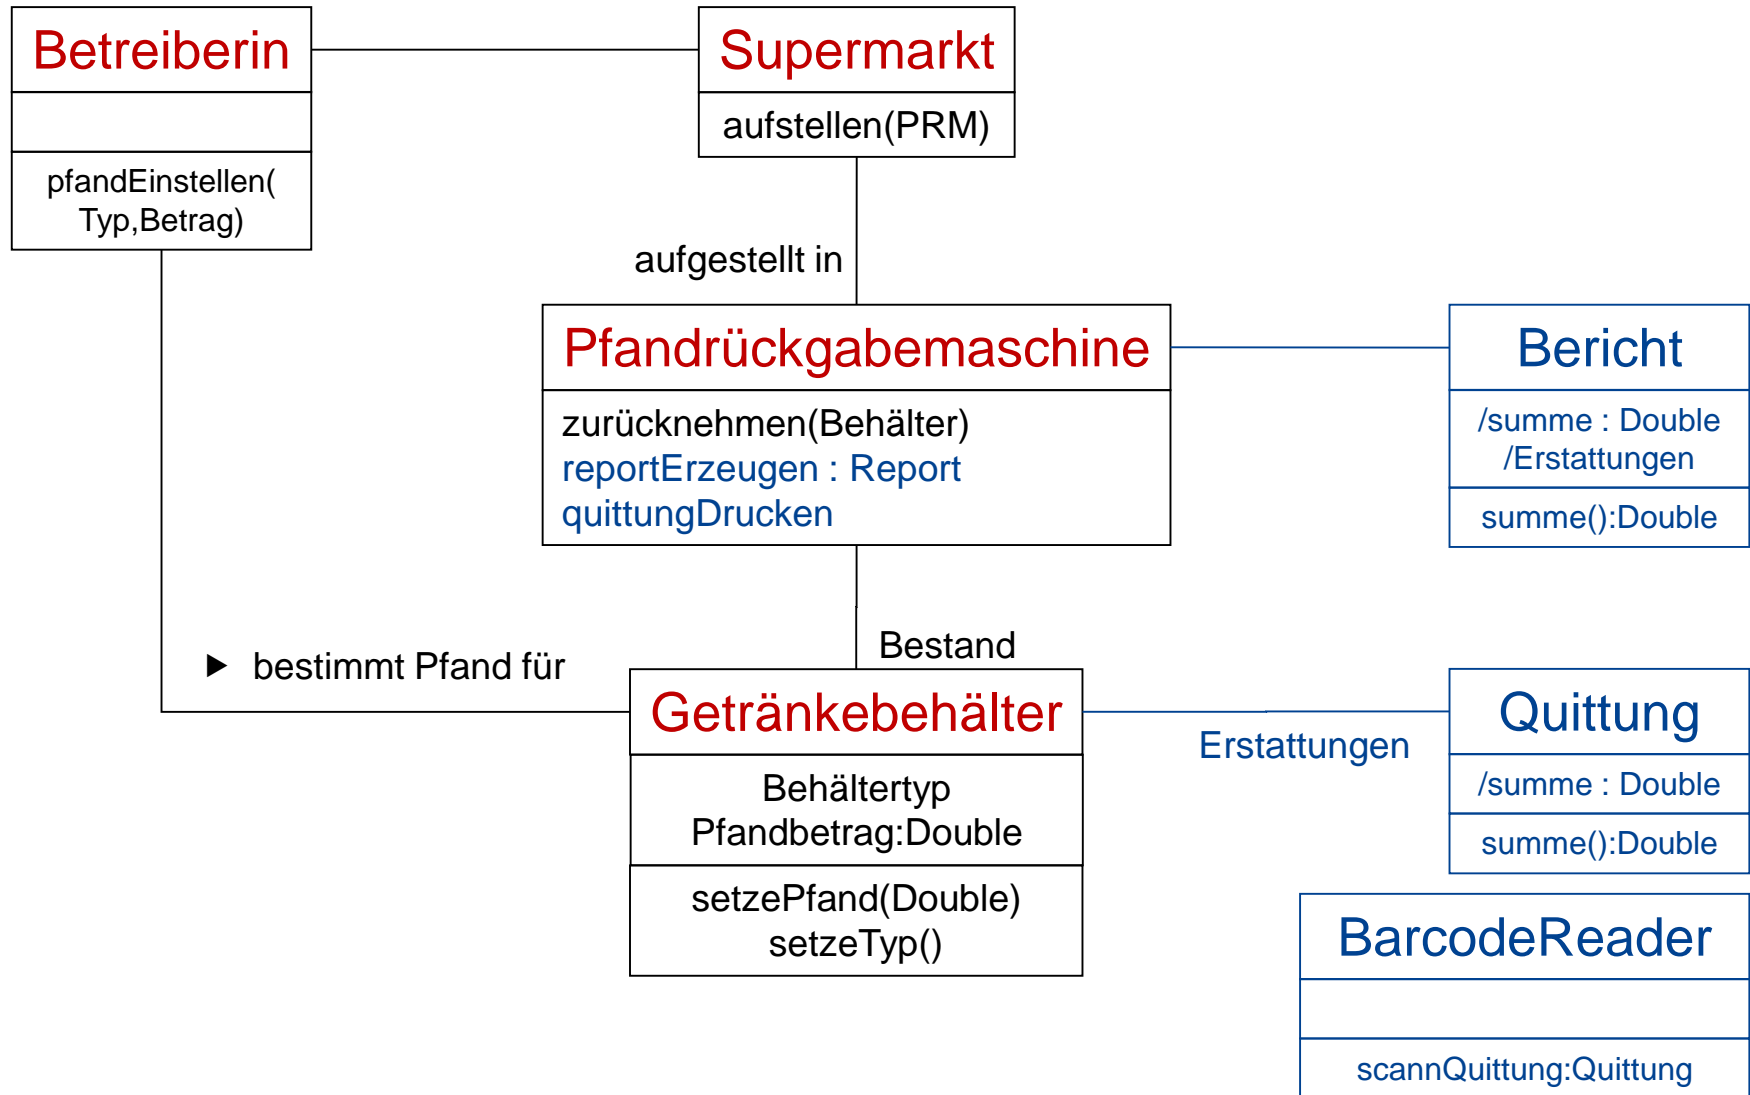 Betreiberin
pfandEinstellen(
Typ,Betrag)
Supermarkt
aufstellen(PRM)
aufgestellt in
Pfandrückgabemaschine
zurücknehmen(Behälter)
reportErzeugen : Report
quittungDrucken
Bericht
/summe : Double
/Erstattungen
summe():Double
▶ bestimmt Pfand für
Bestand
Getränkebehälter
Behältertyp
Pfandbetrag:Double
setzePfand(Double)
setzeTyp()
Erstattungen
Quittung
/summe : Double
summe():Double
BarcodeReader
scannQuittung:Quittung